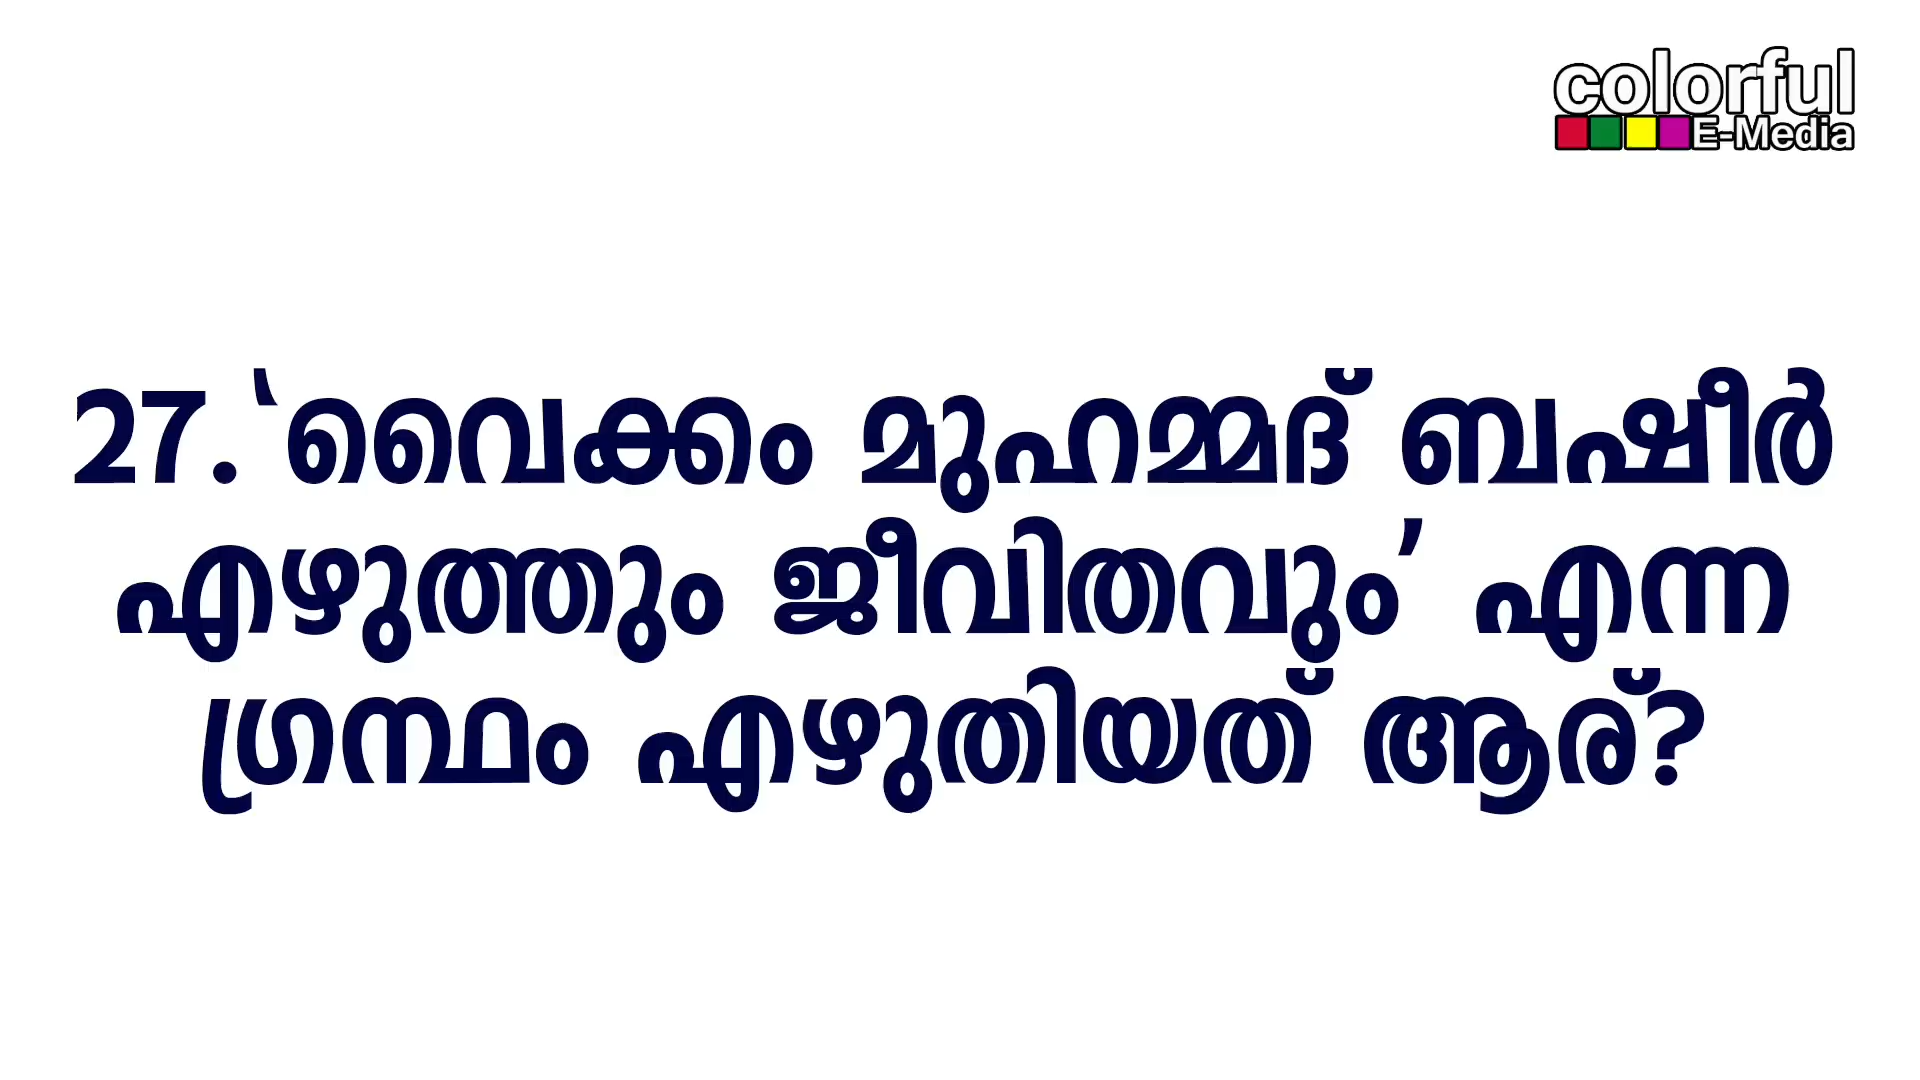 colorful
E-Media
27. ‘വൈക്കം മുഹമ്മദ് ബഷീർ
എഴുത്തും ജീവിതവും’ എന്ന
ഗ്രന്ഥം എഴുതിയത് ആര്?